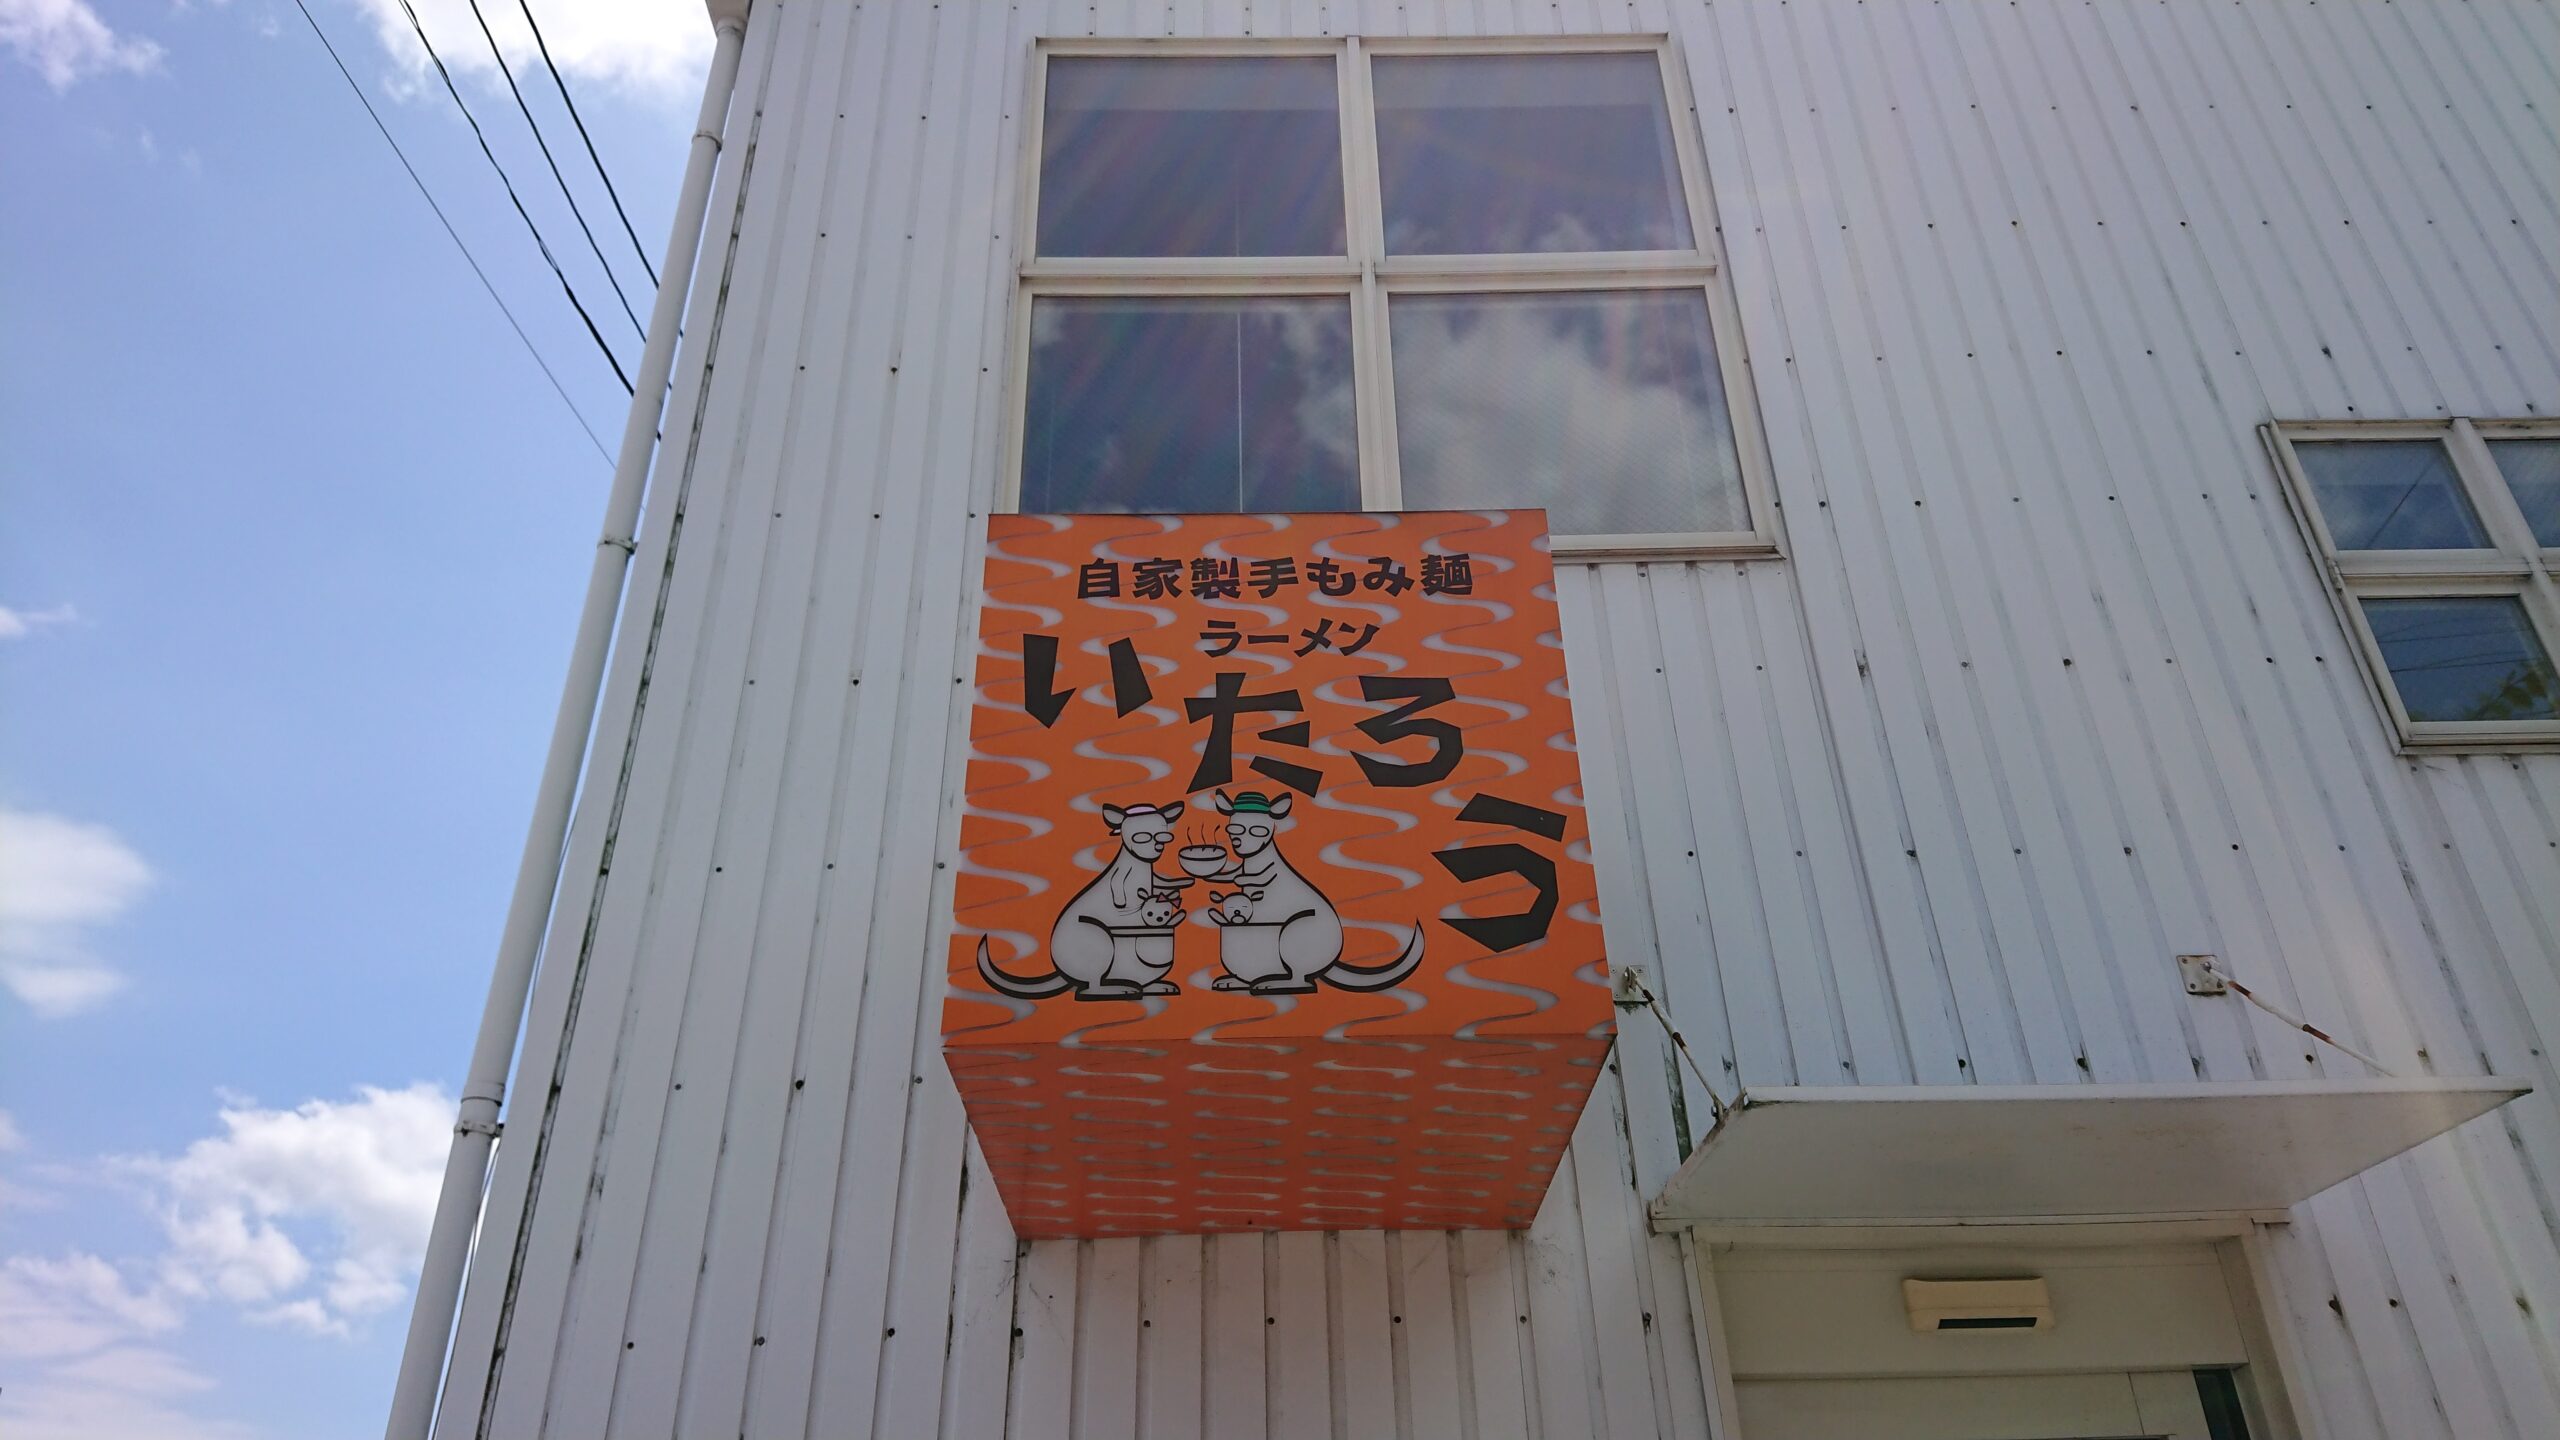 自家製手もみ麺
ラーメン
いたろう